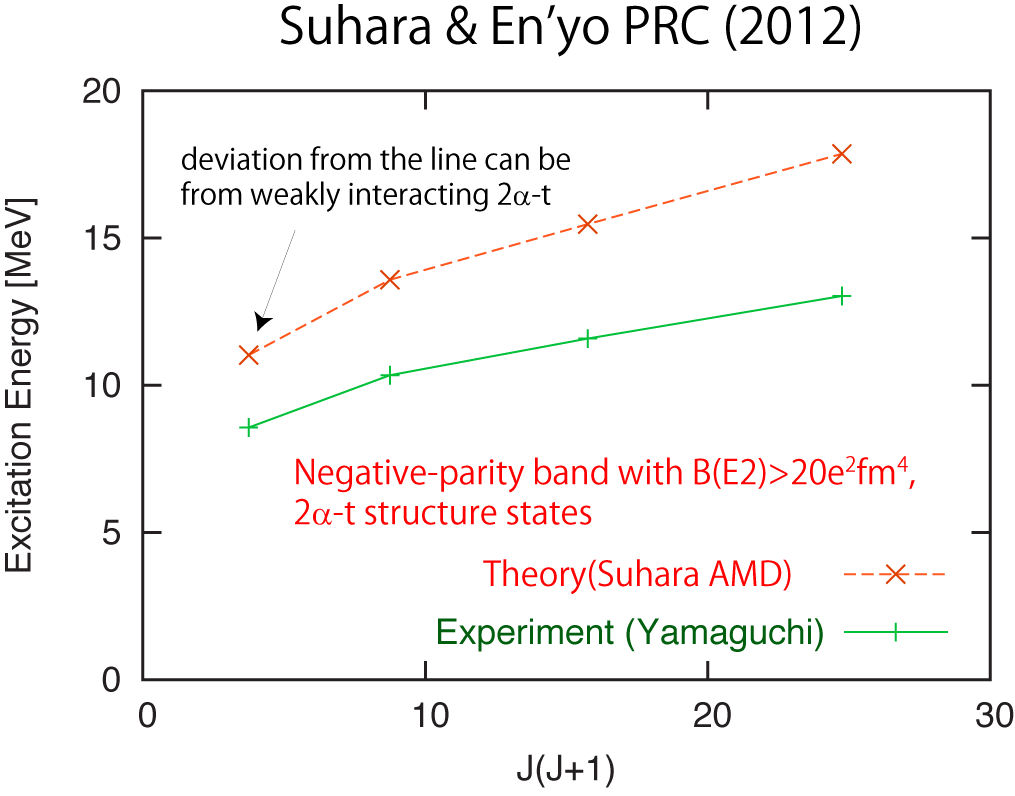 Suhara & En’yo PRC (2012)
20
deviation from the line can be
from weakly interacting 2α-t
15
Excitation Energy [MeV]
10
Negative-parity band with B(E2)>20e²fm⁴,
2α-t structure states
5
Theory(Suhara AMD)
Experiment (Yamaguchi)
0
0 10 20 30
J(J+1)